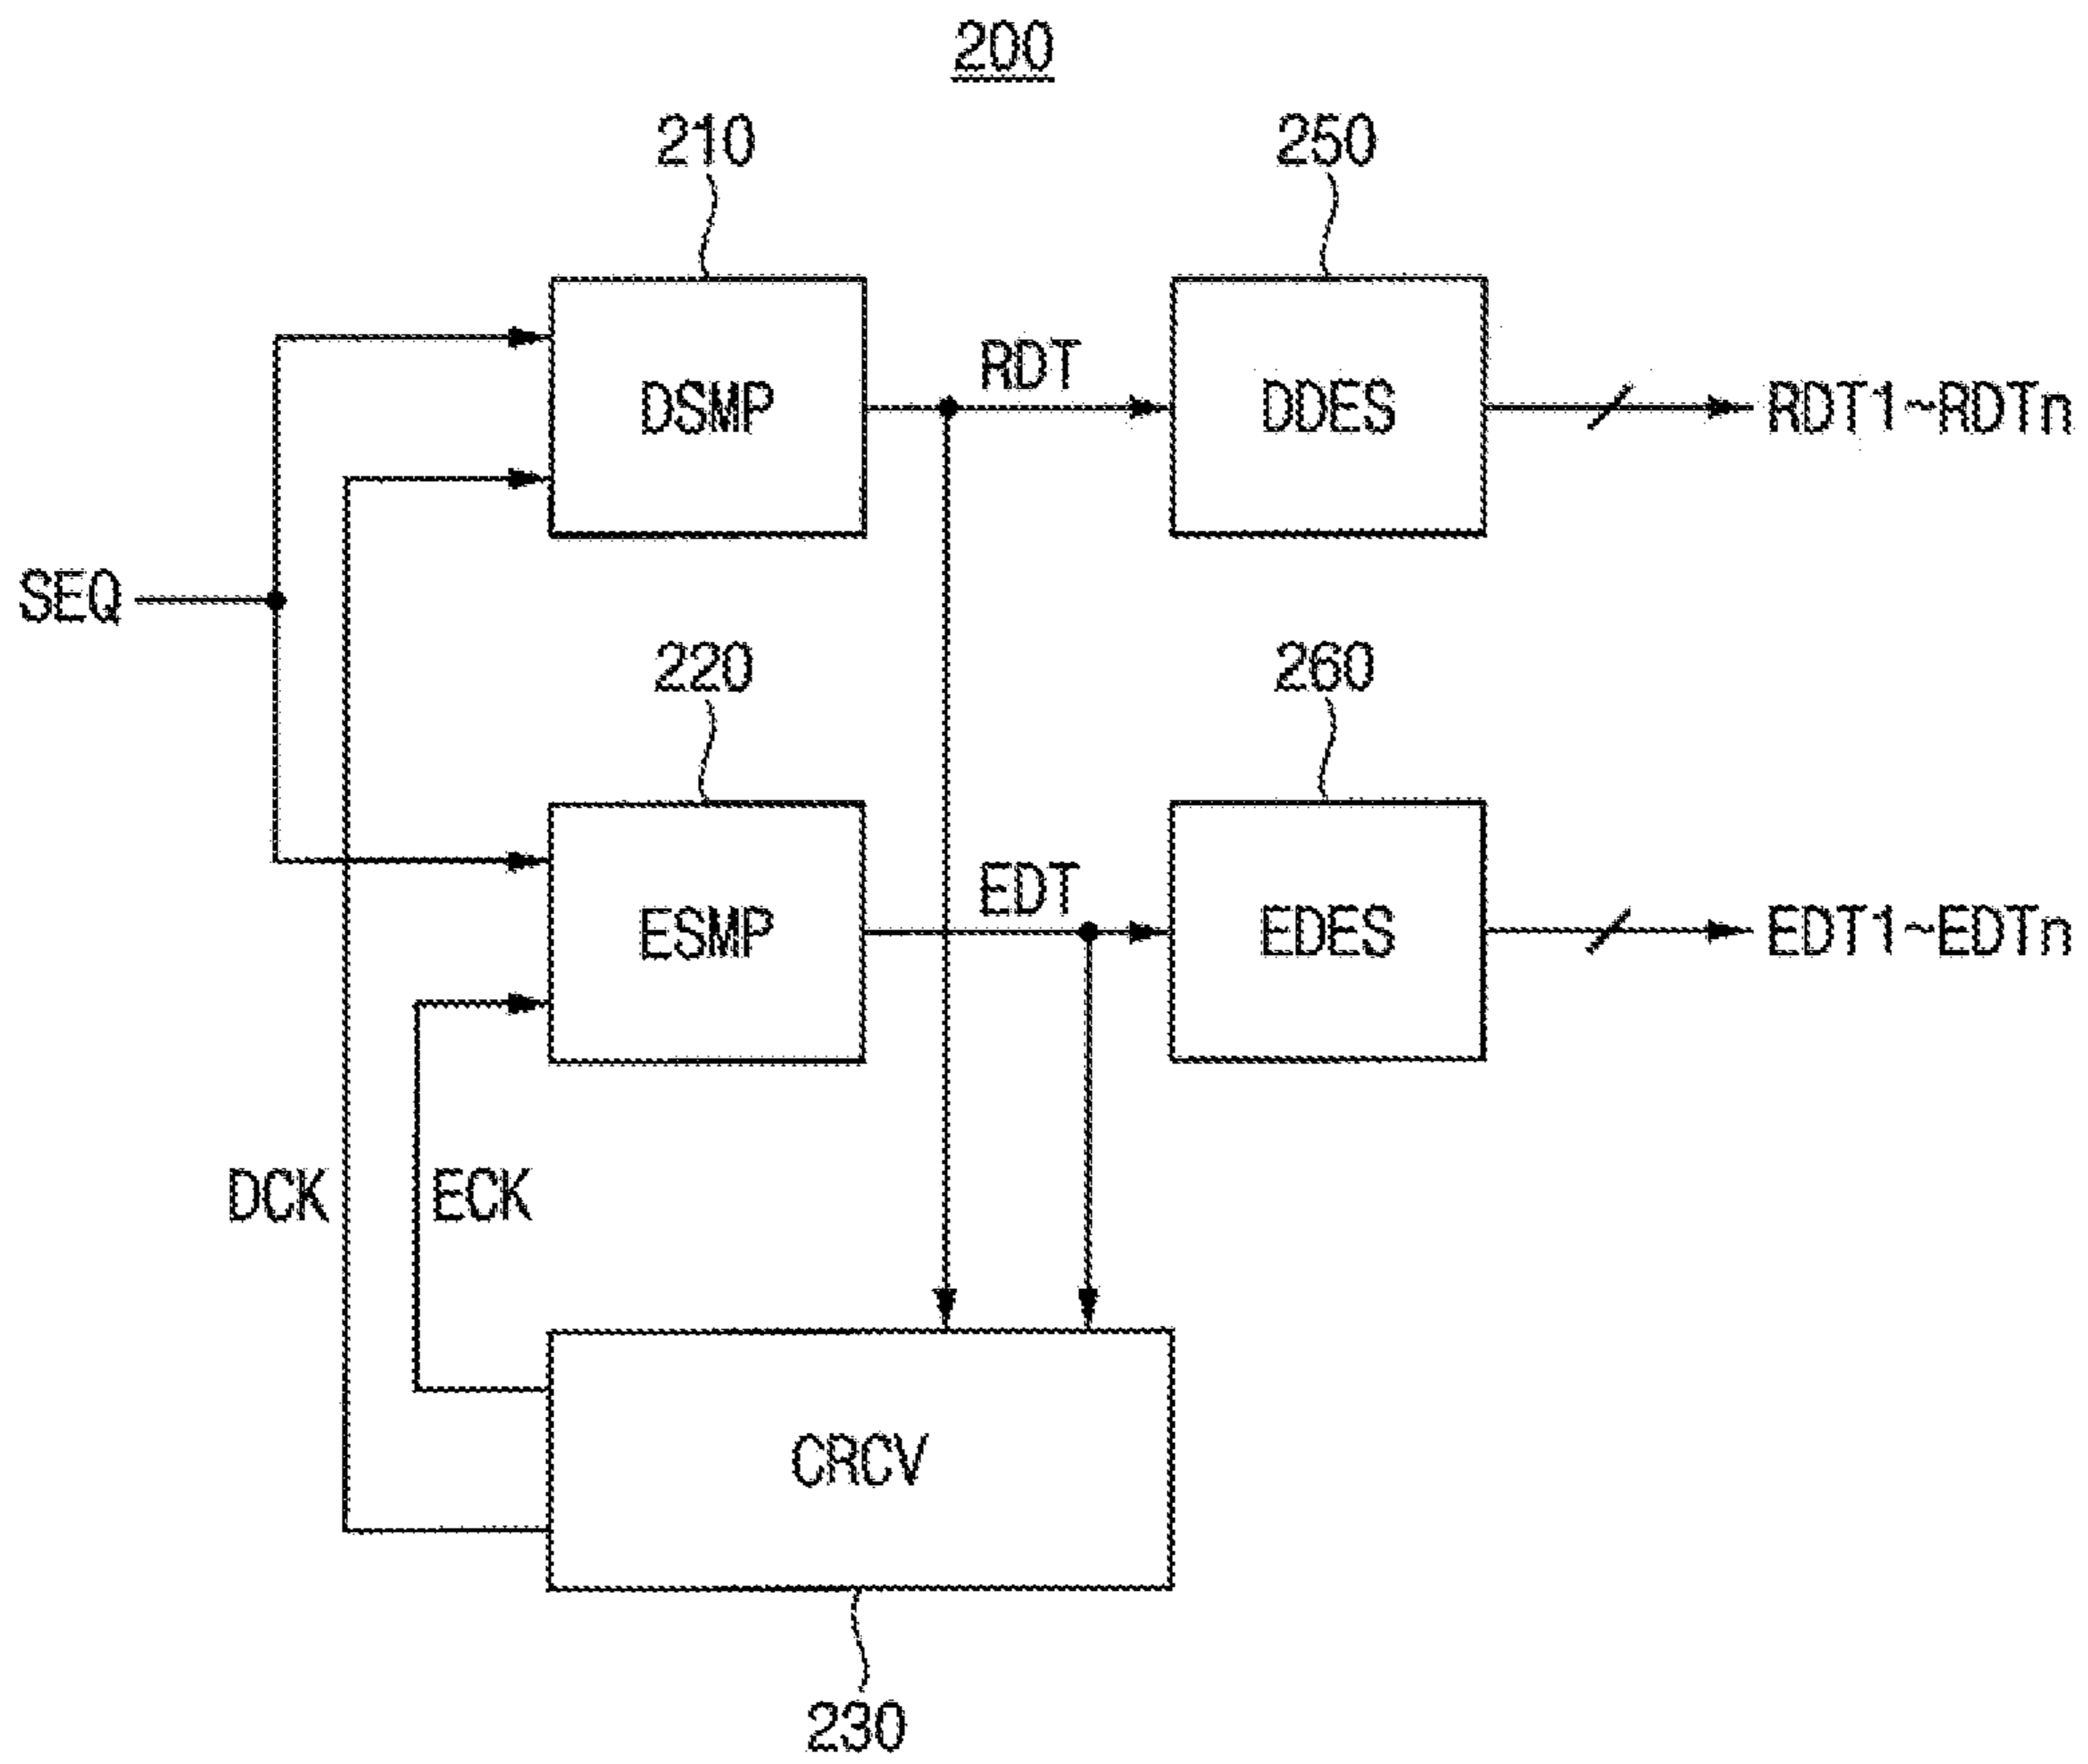 200
210
250
DSMP
RDT
DDES
RDT1~RDTn
SEQ
220
260
ESMP
EDT
EDES
EDT1~EDTn
DCK
ECK
CRCV
230